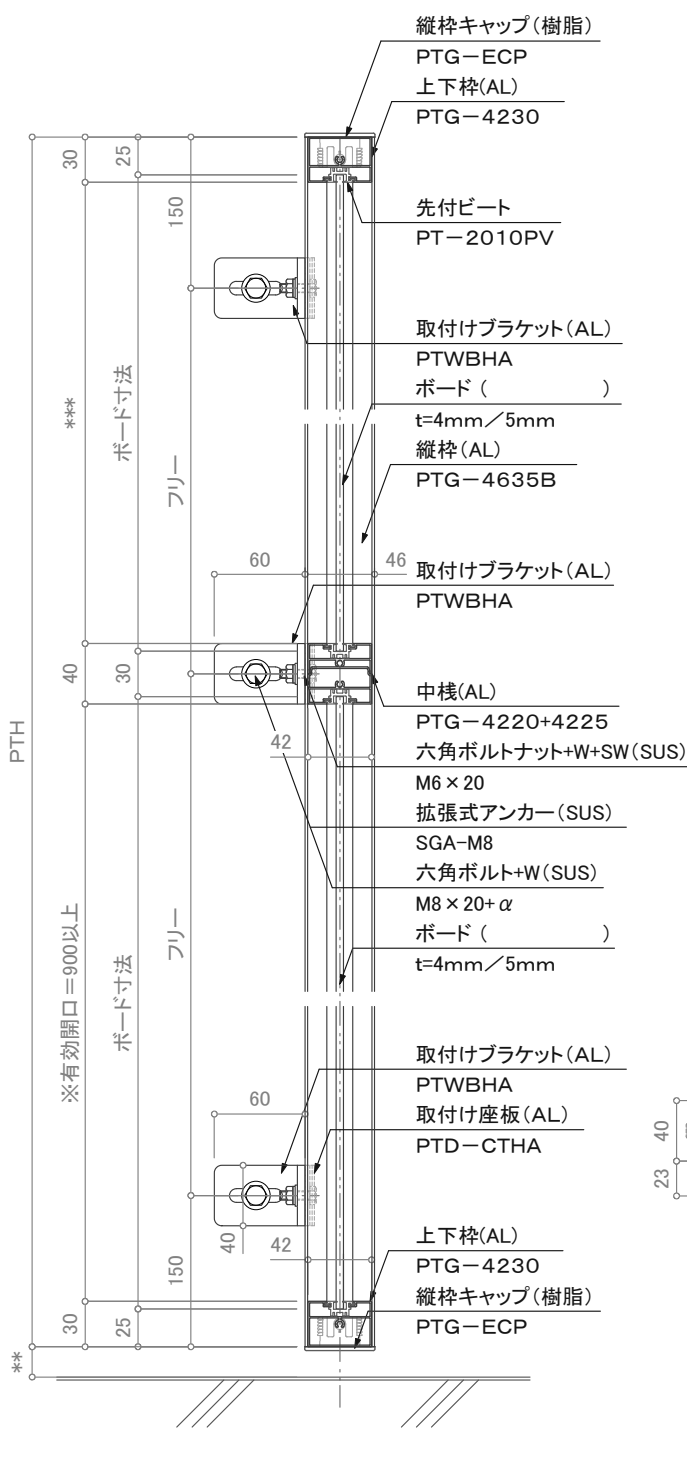 縦枠キャップ(樹脂)
PTG-ECP
上下枠(AL)
PTG-4230
先付ビート
PT-2010PV
取付けブラケット(AL)
PTWBHA
ボード (　　　　)
t=4mm／5mm
縦枠(AL)
PTG-4635B
取付けブラケット(AL)
PTWBHA
中桟(AL)
PTG-4220+4225
六角ボルトナット+W+SW(SUS)
M6×20
拡張式アンカー(SUS)
SGA-M8
六角ボルト+W(SUS)
M8×20+α
ボード (　　　　)
t=4mm／5mm
取付けブラケット(AL)
PTWBHA
取付け座板(AL)
PTD-CTHA
上下枠(AL)
PTG-4230
縦枠キャップ(樹脂)
PTG-ECP
30
25
150
***
ボード寸法
フリー
60
46
40
30
42
PTH
※有効開口=900以上
ボード寸法
フリー
60
40
42
150
30
25
**
40
23